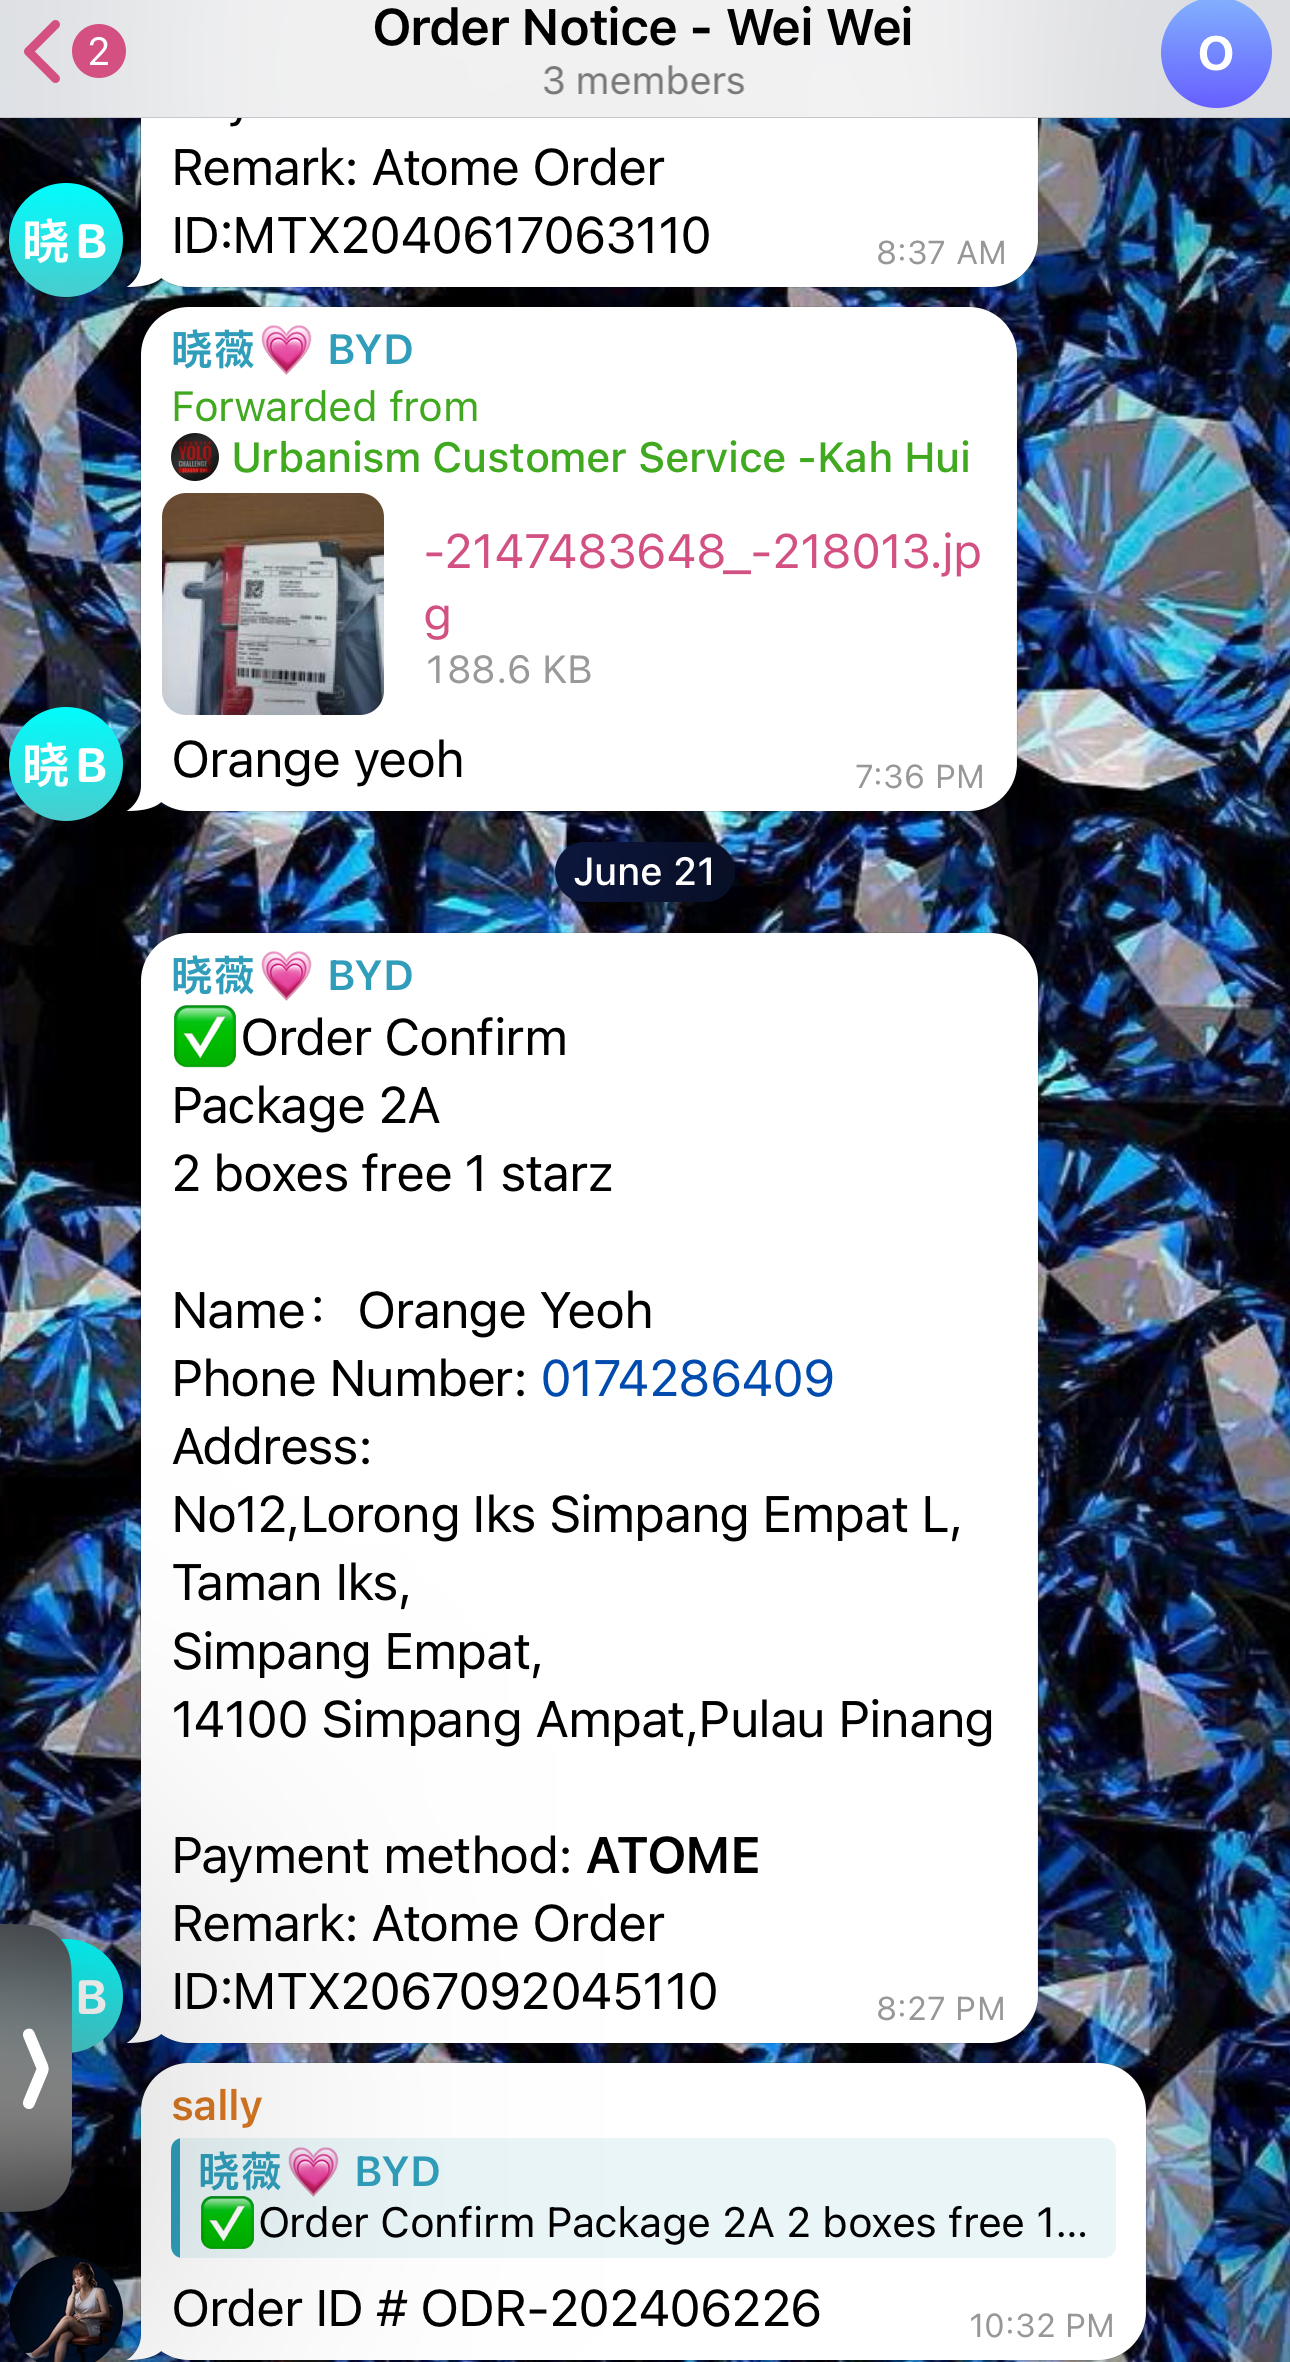 2
Order Notice - Wei Wei
3 members
O
Remark: Atome Order
ID:MTX2040617063110
8:37 AM
晓B
晓薇💗 BYD
Forwarded from
Urbanism Customer Service -Kah Hui
-2147483648_-218013.jp
g
188.6 KB
Orange yeoh
7:36 PM
晓B
June 21
晓薇💗 BYD
✅Order Confirm
Package 2A
2 boxes free 1 starz
Name： Orange Yeoh
Phone Number: 0174286409
Address:
No12,Lorong Iks Simpang Empat L,
Taman Iks,
Simpang Empat,
14100 Simpang Ampat,Pulau Pinang
Payment method: ATOME
Remark: Atome Order
ID:MTX2067092045110
8:27 PM
B
sally
晓薇💗 BYD
✅Order Confirm Package 2A 2 boxes free 1...
Order ID # ODR-202406226
10:32 PM